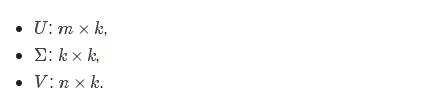 • U: m × k,
• Σ: k × k,
• V: n × k.